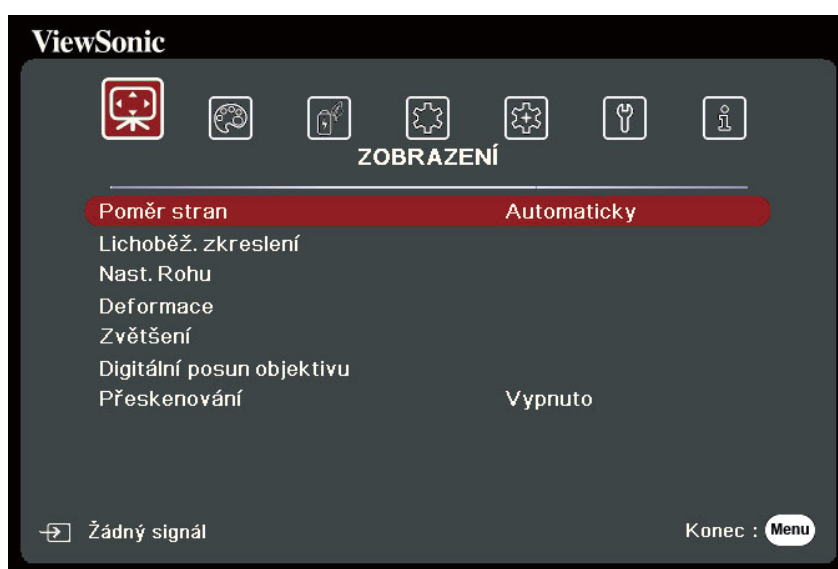 ViewSonic
ZOBRAZENÍ
Poměr stran Automaticky
Lichoběž. zkreslení
Nast. Rohu
Deformace
Zvětšení
Digitální posun objektivu
Přeskenování Vypnuto
Žádný signál Konec : Menu